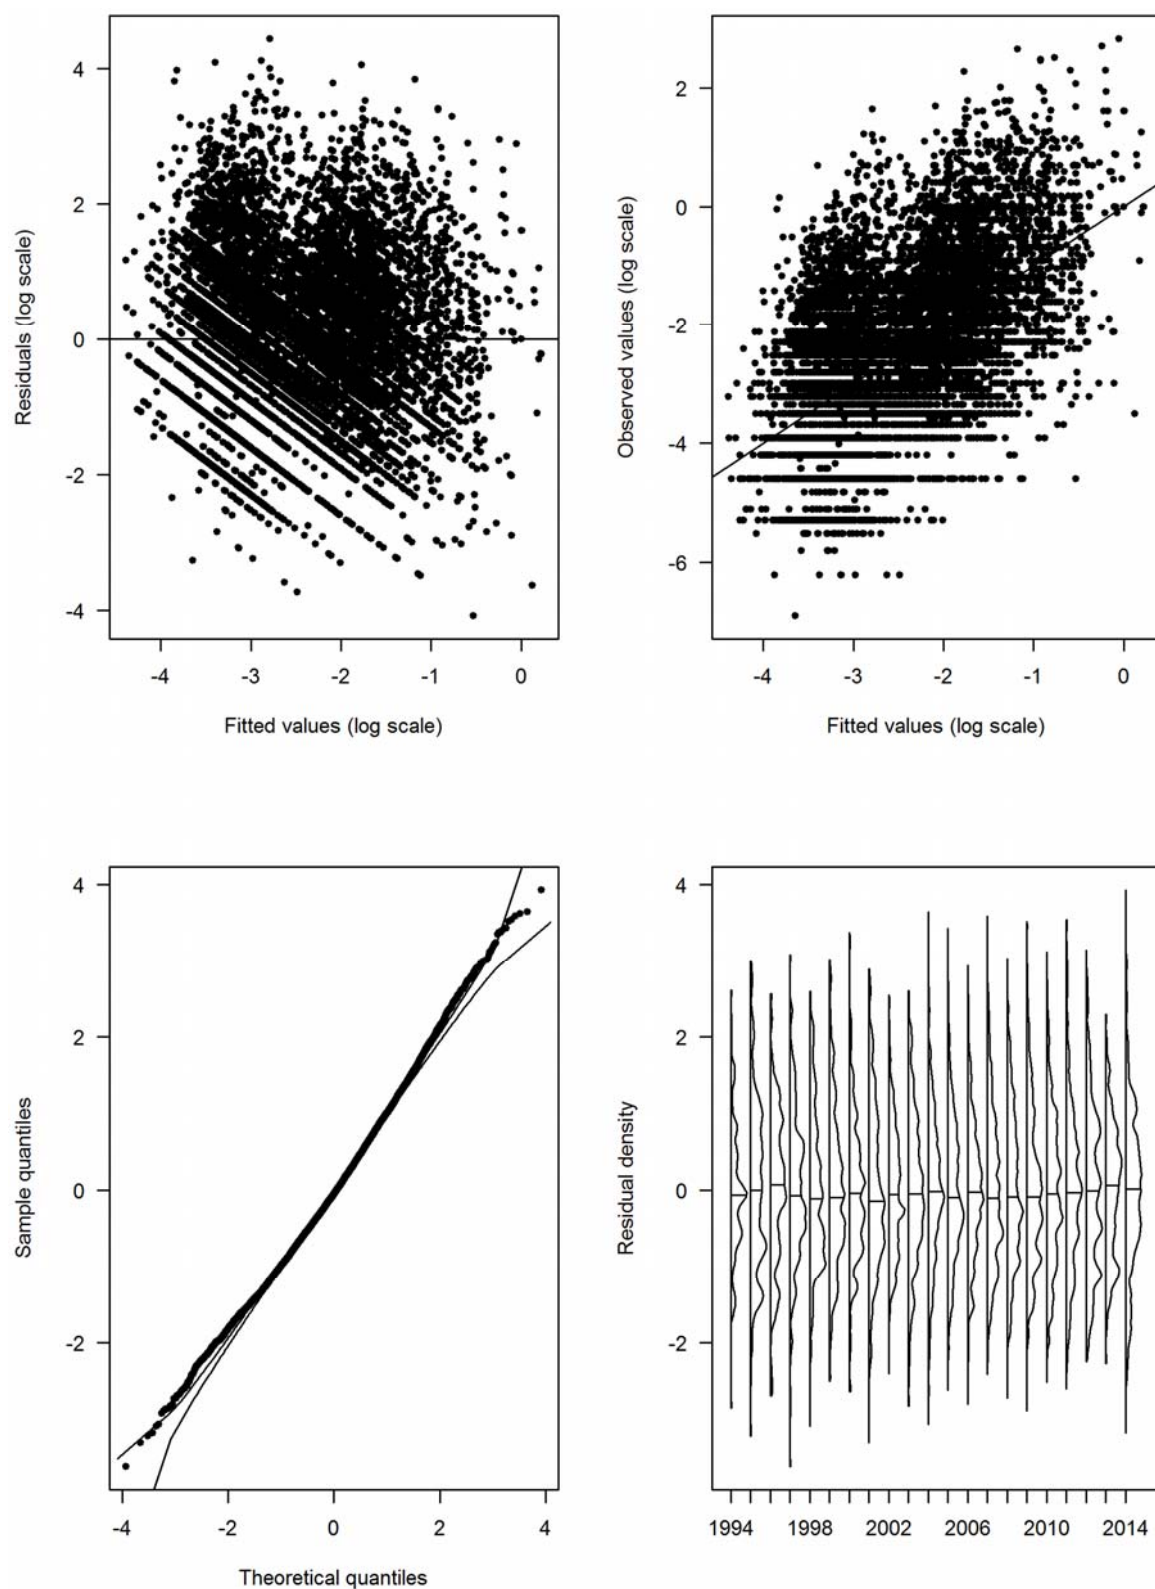 4
2
0
-2
-4
Residuals (log scale)
-4 -3 -2 -1 0
Fitted values (log scale)
2
0
-2
-4
-6
Observed values (log scale)
-4 -3 -2 -1 0
Fitted values (log scale)
4
2
0
-2
Sample quantiles
-4 -2 0 2 4
Theoretical quantiles
4
2
0
-2
Residual density
1994 1998 2002 2006 2010 2014